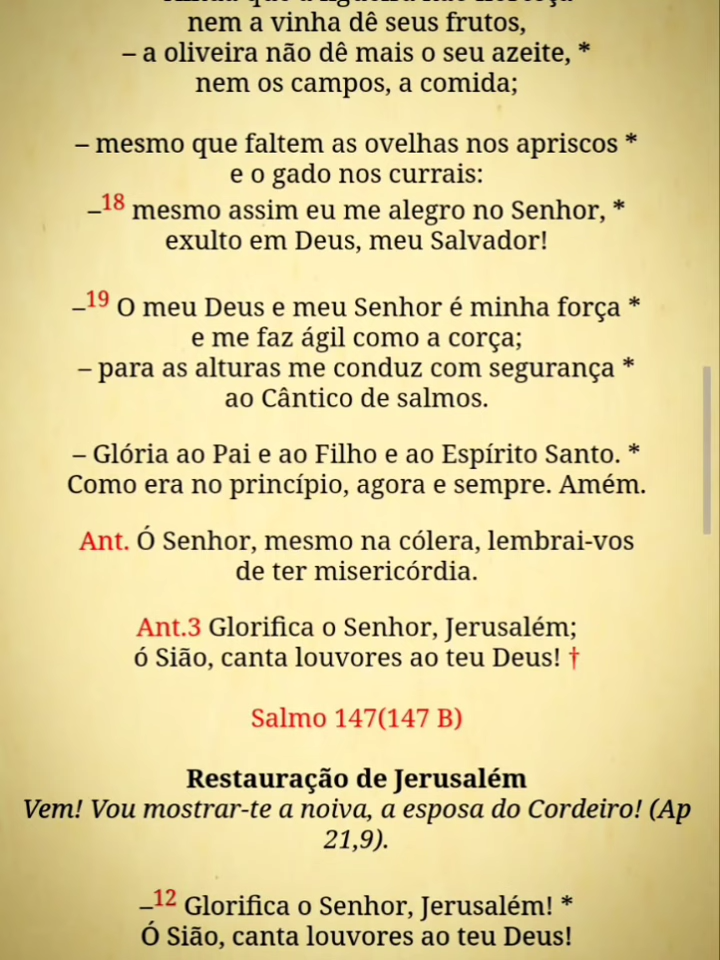 nem a vinha dê seus frutos,
– a oliveira não dê mais o seu azeite, *
nem os campos, a comida;
– mesmo que faltem as ovelhas nos apriscos *
e o gado nos currais:
–18 mesmo assim eu me alegro no Senhor, *
exulto em Deus, meu Salvador!
–19 O meu Deus e meu Senhor é minha força *
e me faz ágil como a corça;
– para as alturas me conduz com segurança *
ao Cântico de salmos.
– Glória ao Pai e ao Filho e ao Espírito Santo. *
Como era no princípio, agora e sempre. Amém.
Ant. Ó Senhor, mesmo na cólera, lembrai-vos
de ter misericórdia.
Ant.3 Glorifica o Senhor, Jerusalém;
ó Sião, canta louvores ao teu Deus! †
Salmo 147(147 B)
Restauração de Jerusalém
Vem! Vou mostrar-te a noiva, a esposa do Cordeiro! (Ap
21,9).
–12 Glorifica o Senhor, Jerusalém! *
Ó Sião, canta louvores ao teu Deus!